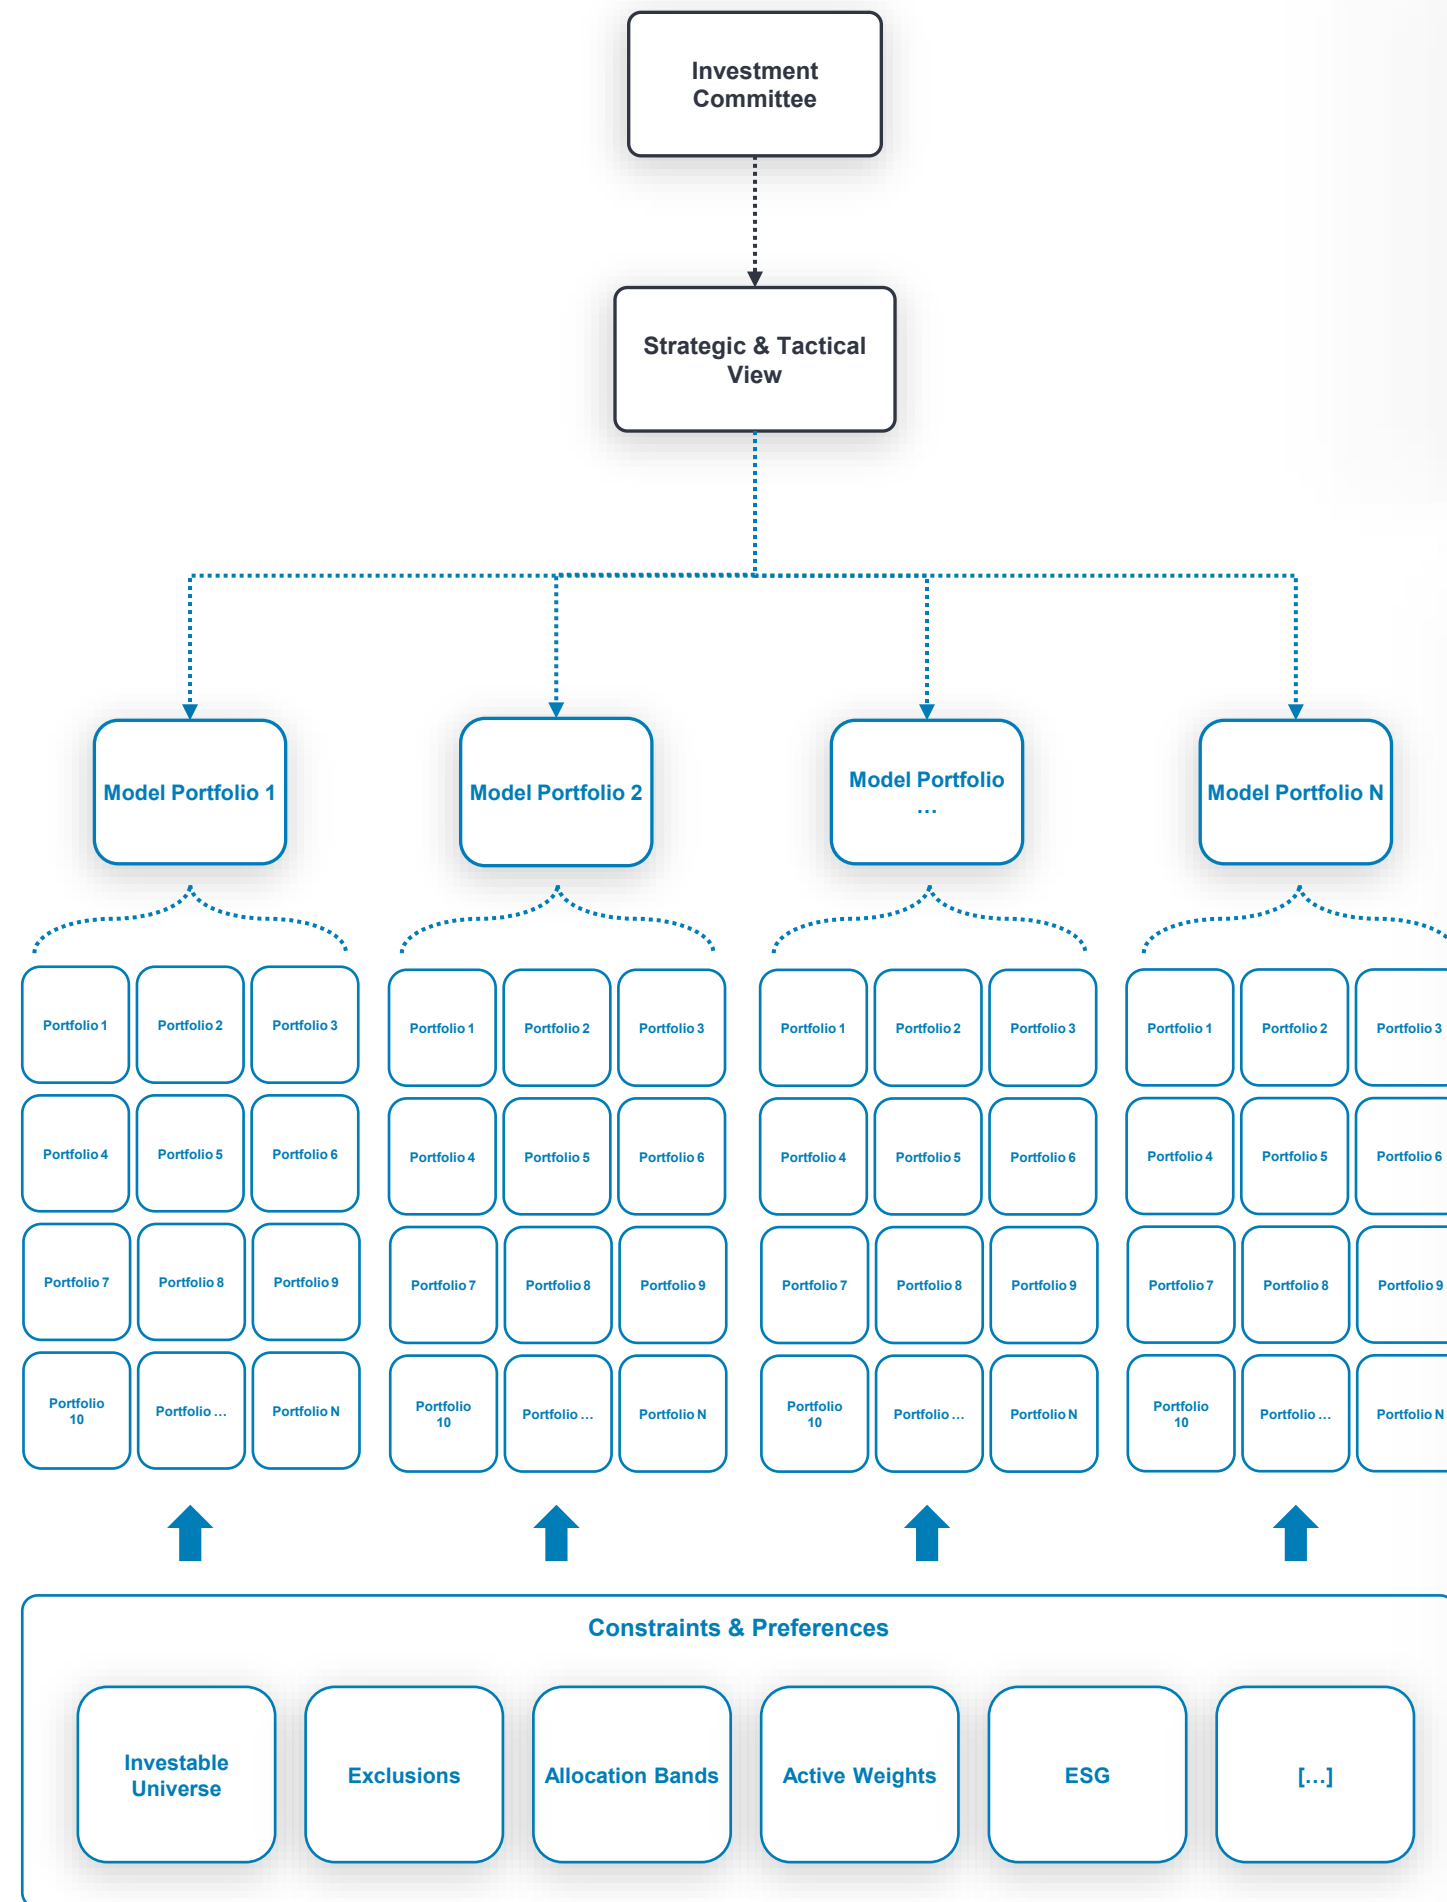 Investment
Committee
Strategic & Tactical
View
Model Portfolio 1
Model Portfolio 2
Model Portfolio
...
Model Portfolio N
Portfolio 1
Portfolio 2
Portfolio 3
Portfolio 1
Portfolio 2
Portfolio 3
Portfolio 1
Portfolio 2
Portfolio 3
Portfolio 1
Portfolio 2
Portfolio 3
Portfolio 4
Portfolio 5
Portfolio 6
Portfolio 4
Portfolio 5
Portfolio 6
Portfolio 4
Portfolio 5
Portfolio 6
Portfolio 4
Portfolio 5
Portfolio 6
Portfolio 7
Portfolio 8
Portfolio 9
Portfolio 7
Portfolio 8
Portfolio 9
Portfolio 7
Portfolio 8
Portfolio 9
Portfolio 7
Portfolio 8
Portfolio 9
Portfolio
10
Portfolio ...
Portfolio N
Portfolio
10
Portfolio ...
Portfolio N
Portfolio
10
Portfolio ...
Portfolio N
Portfolio
10
Portfolio ...
Portfolio N
Constraints & Preferences
Investable
Universe
Exclusions
Allocation Bands
Active Weights
ESG
[...]